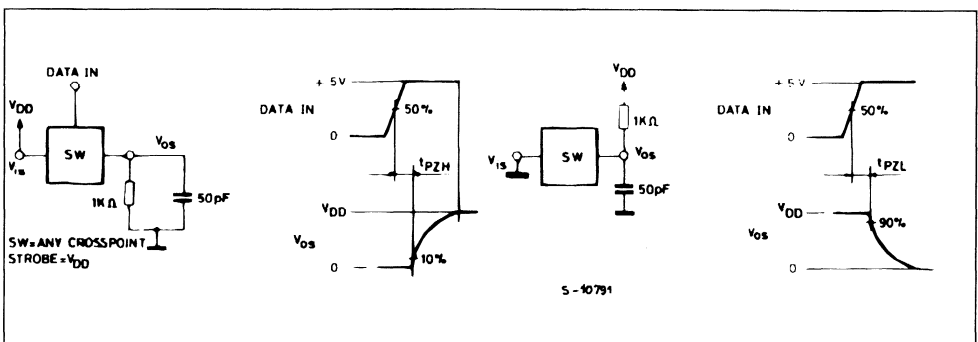 DATA IN
VDD
Vis
SW
Vos
1KΩ
50pF
SW=ANY CROSSPOINT
STROBE=VDD
+5V
DATA IN
50%
0
tPZH
VDD
Vos
10%
0
VDD
1KΩ
Vis
SW
Vos
50pF
S-10791
+5V
DATA IN
50%
0
tPZL
VDD
90%
Vos
0